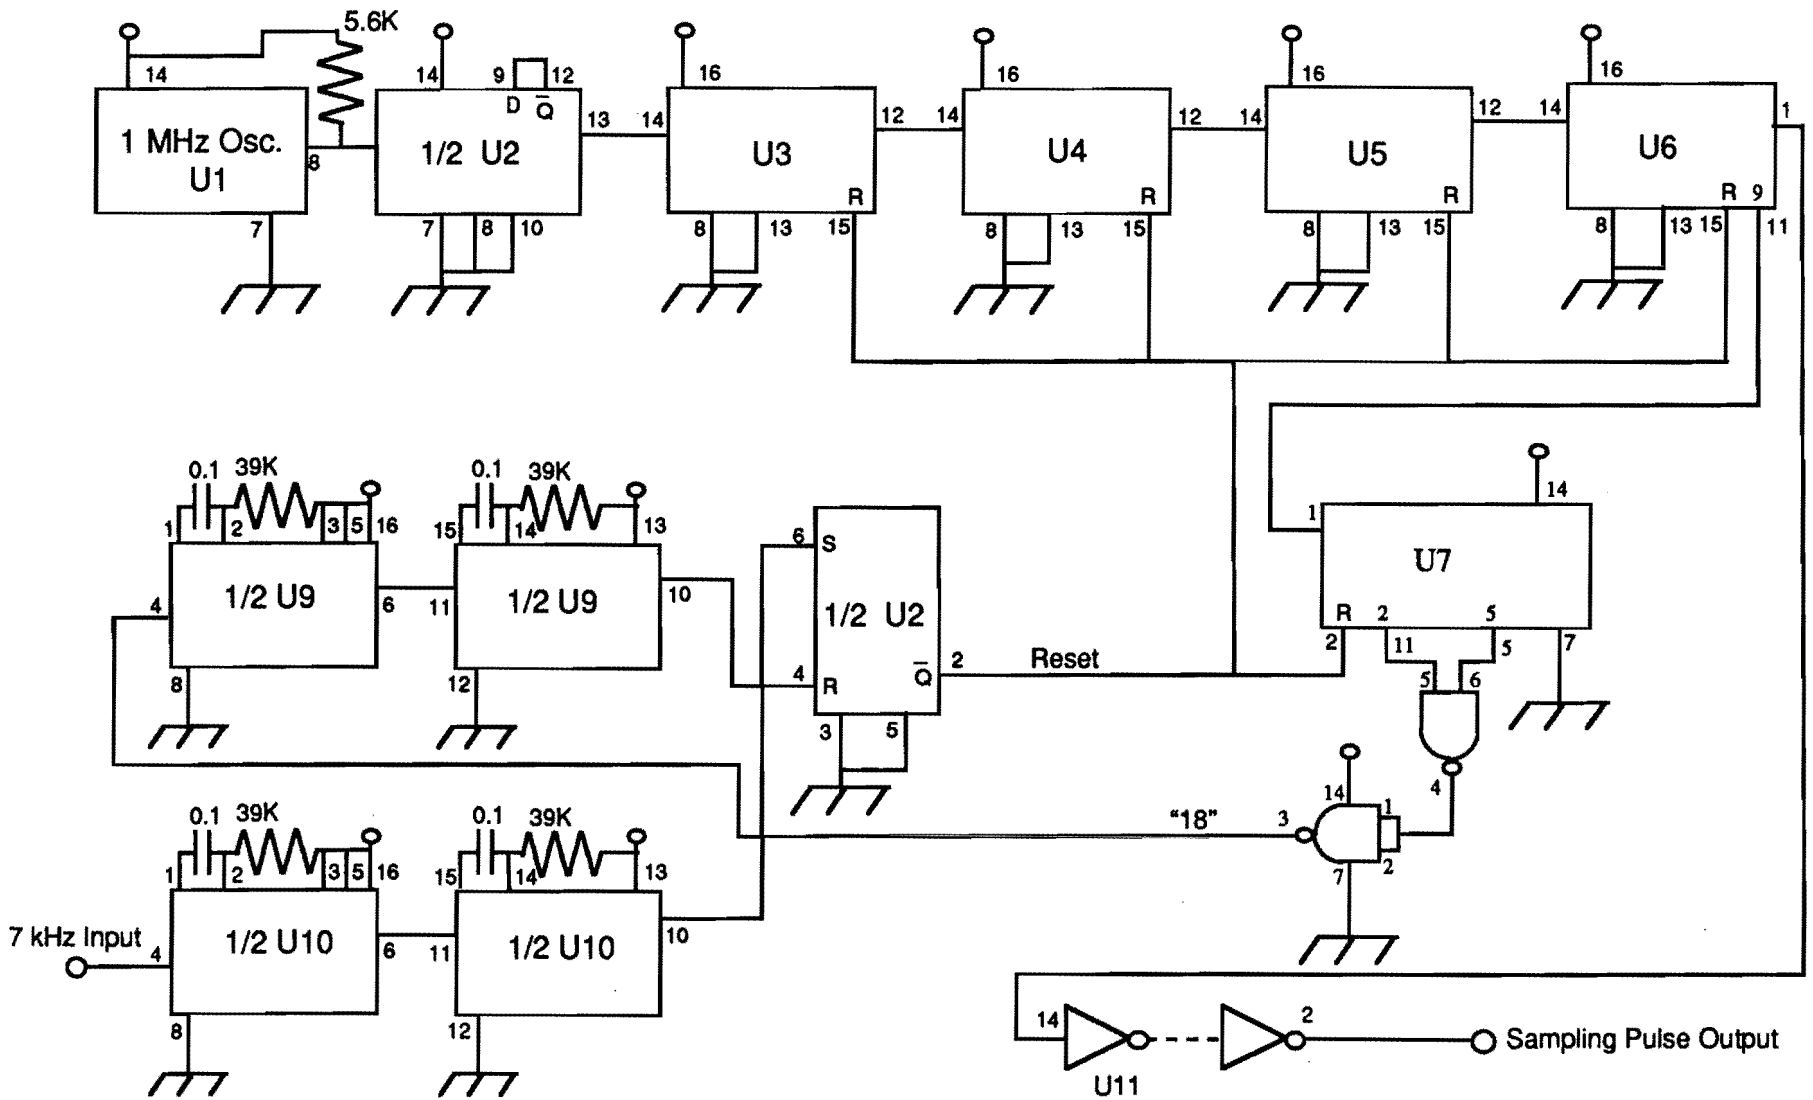 5.6K
14
1 MHz Osc.
U1
8
7
14
9
12
D
Q̅
1/2 U2
13
7
8
10
16
14
U3
12
R
8
13
15
16
14
U4
12
R
8
13
15
16
14
U5
12
R
8
13
15
16
14
U6
1
R 9
8
13
15
11
0.1
39K
1
2
3
5
16
4
1/2 U9
6
8
0.1
39K
15
14
13
11
1/2 U9
10
12
6
S
1/2 U2
4
R
Q̅
2
3
5
Reset
14
1
U7
R
2
5
2
11
5
7
5
6
4
14
1
3
2
7
"18"
0.1
39K
1
2
3
5
16
7 kHz Input
4
1/2 U10
6
8
0.1
39K
15
14
13
11
1/2 U10
10
12
14
U11
2
Sampling Pulse Output